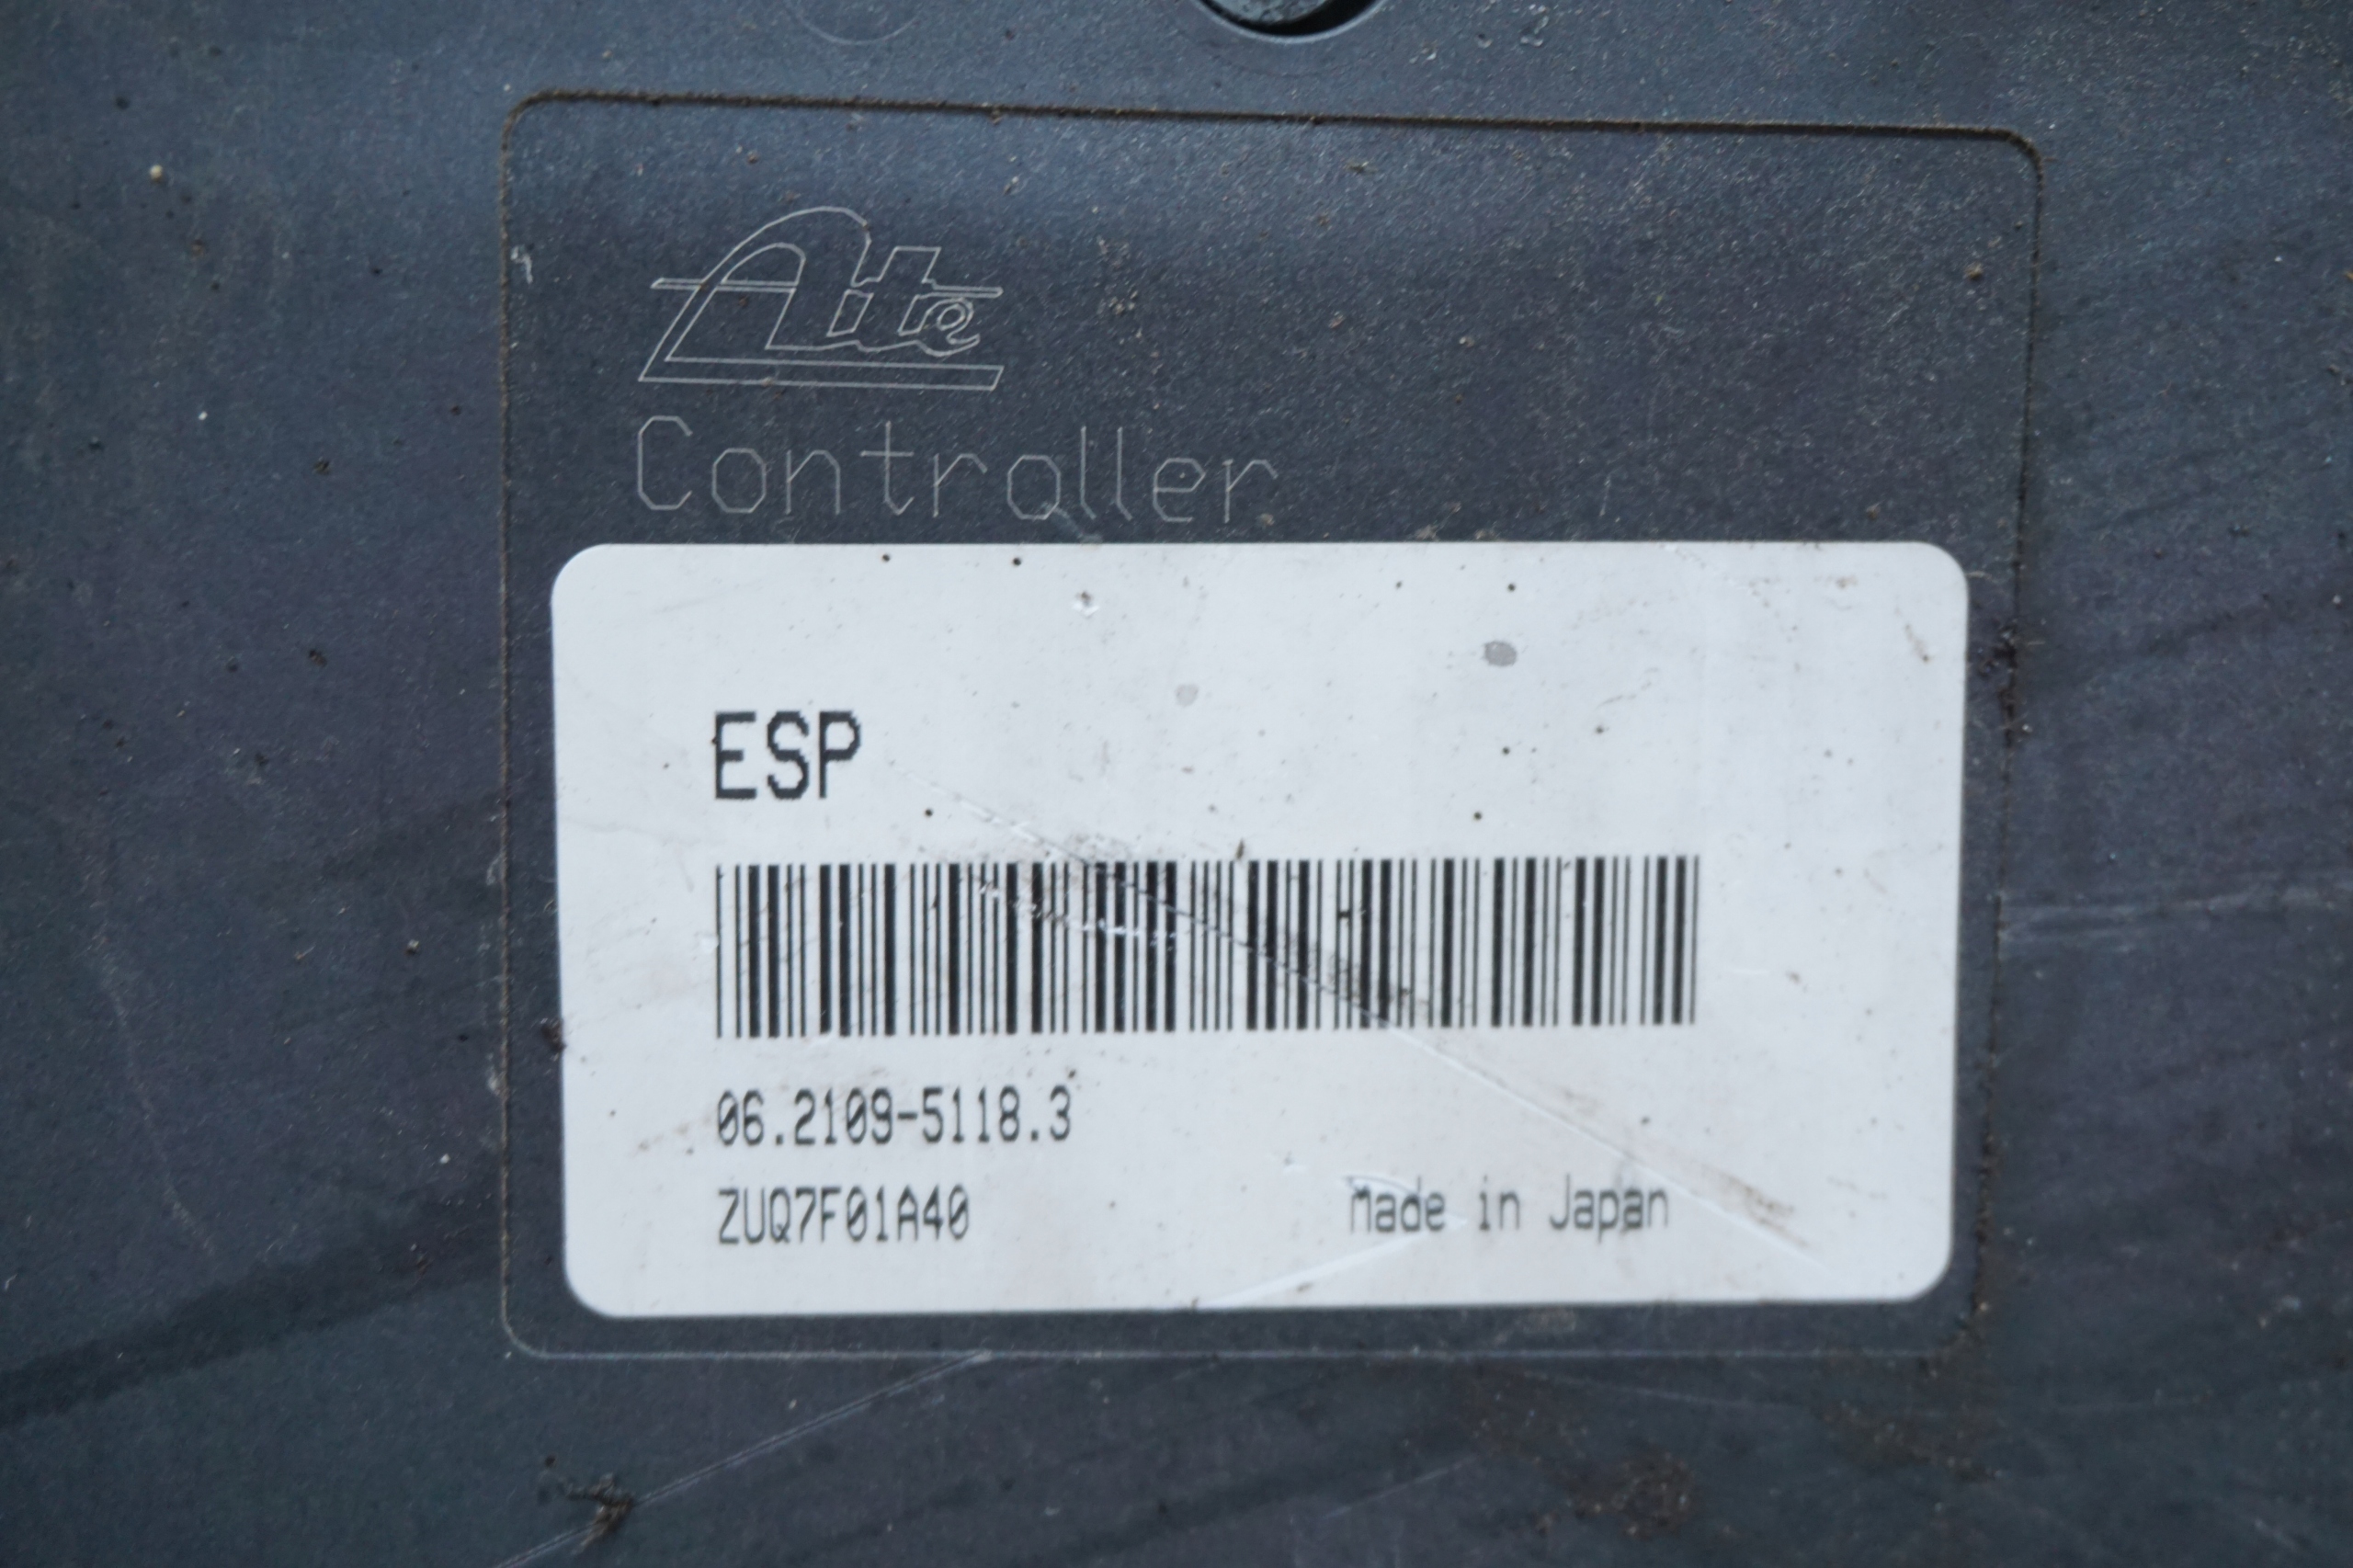 Ate
Controller
ESP
06.2109-5118.3
ZUQ7F01A40
Made in Japan